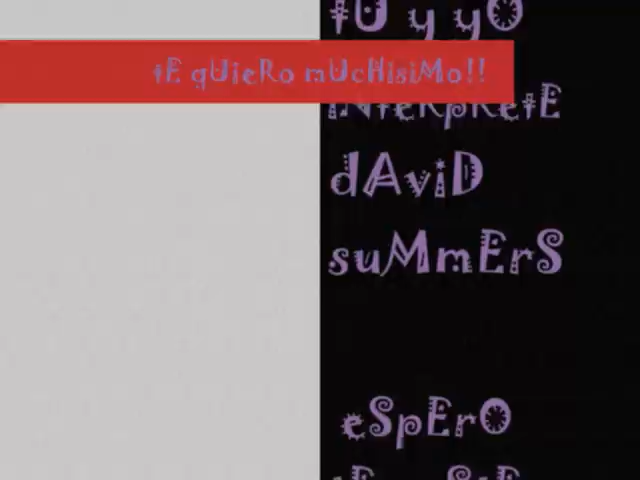 tU y yO
tE qUieRo mUcHisiMo!!
iNterpREtE
dAviD
suMmErS
eSpErO